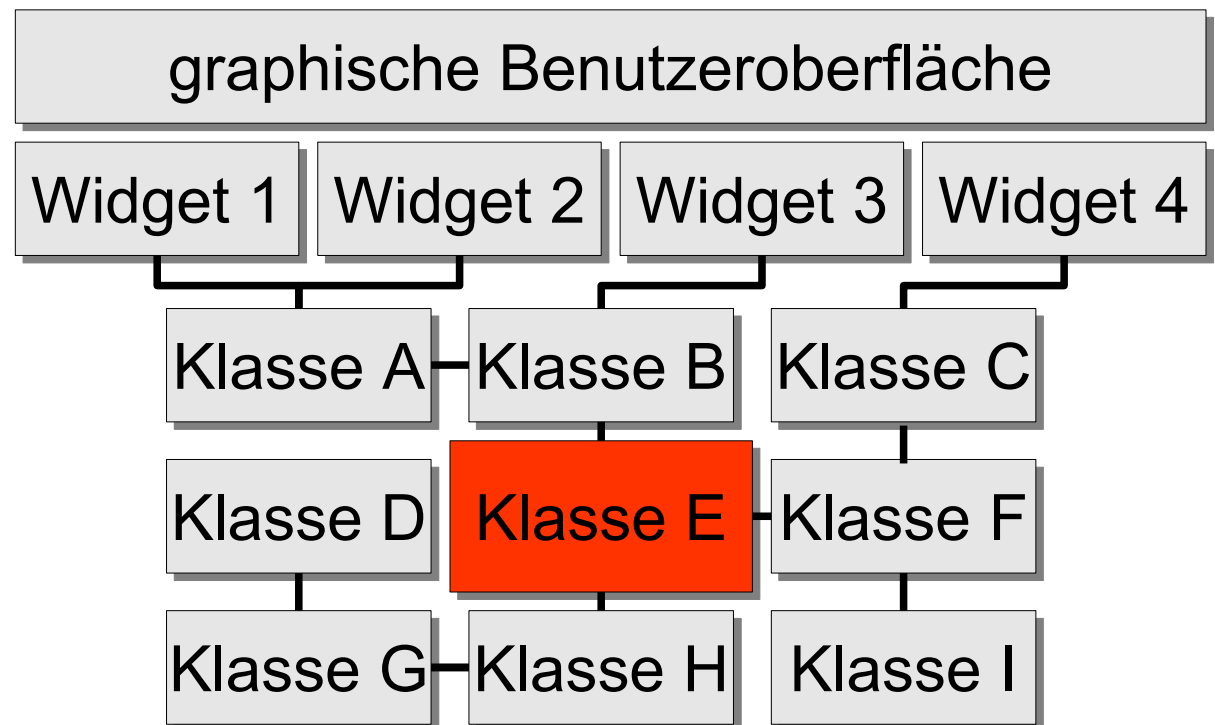 graphische Benutzeroberfläche
Widget 1
Widget 2
Widget 3
Widget 4
Klasse A
Klasse B
Klasse C
Klasse D
Klasse E
Klasse F
Klasse G
Klasse H
Klasse I